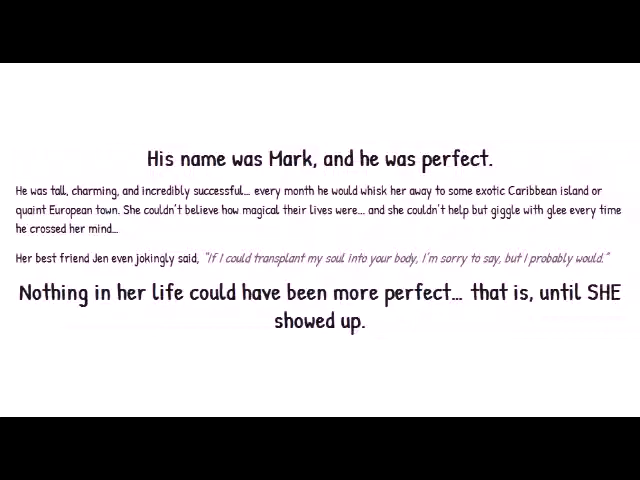 His name was Mark, and he was perfect.
He was tall, charming, and incredibly successful... every month he would whisk her away to some exotic Caribbean island or
quaint European town. She couldn't believe how magical their lives were... and she couldn't help but giggle with glee every time
he crossed her mind...
Her best friend Jen even jokingly said, "If I could transplant my soul into your body, I'm sorry to say, but I probably would."
Nothing in her life could have been more perfect... that is, until SHE
showed up.